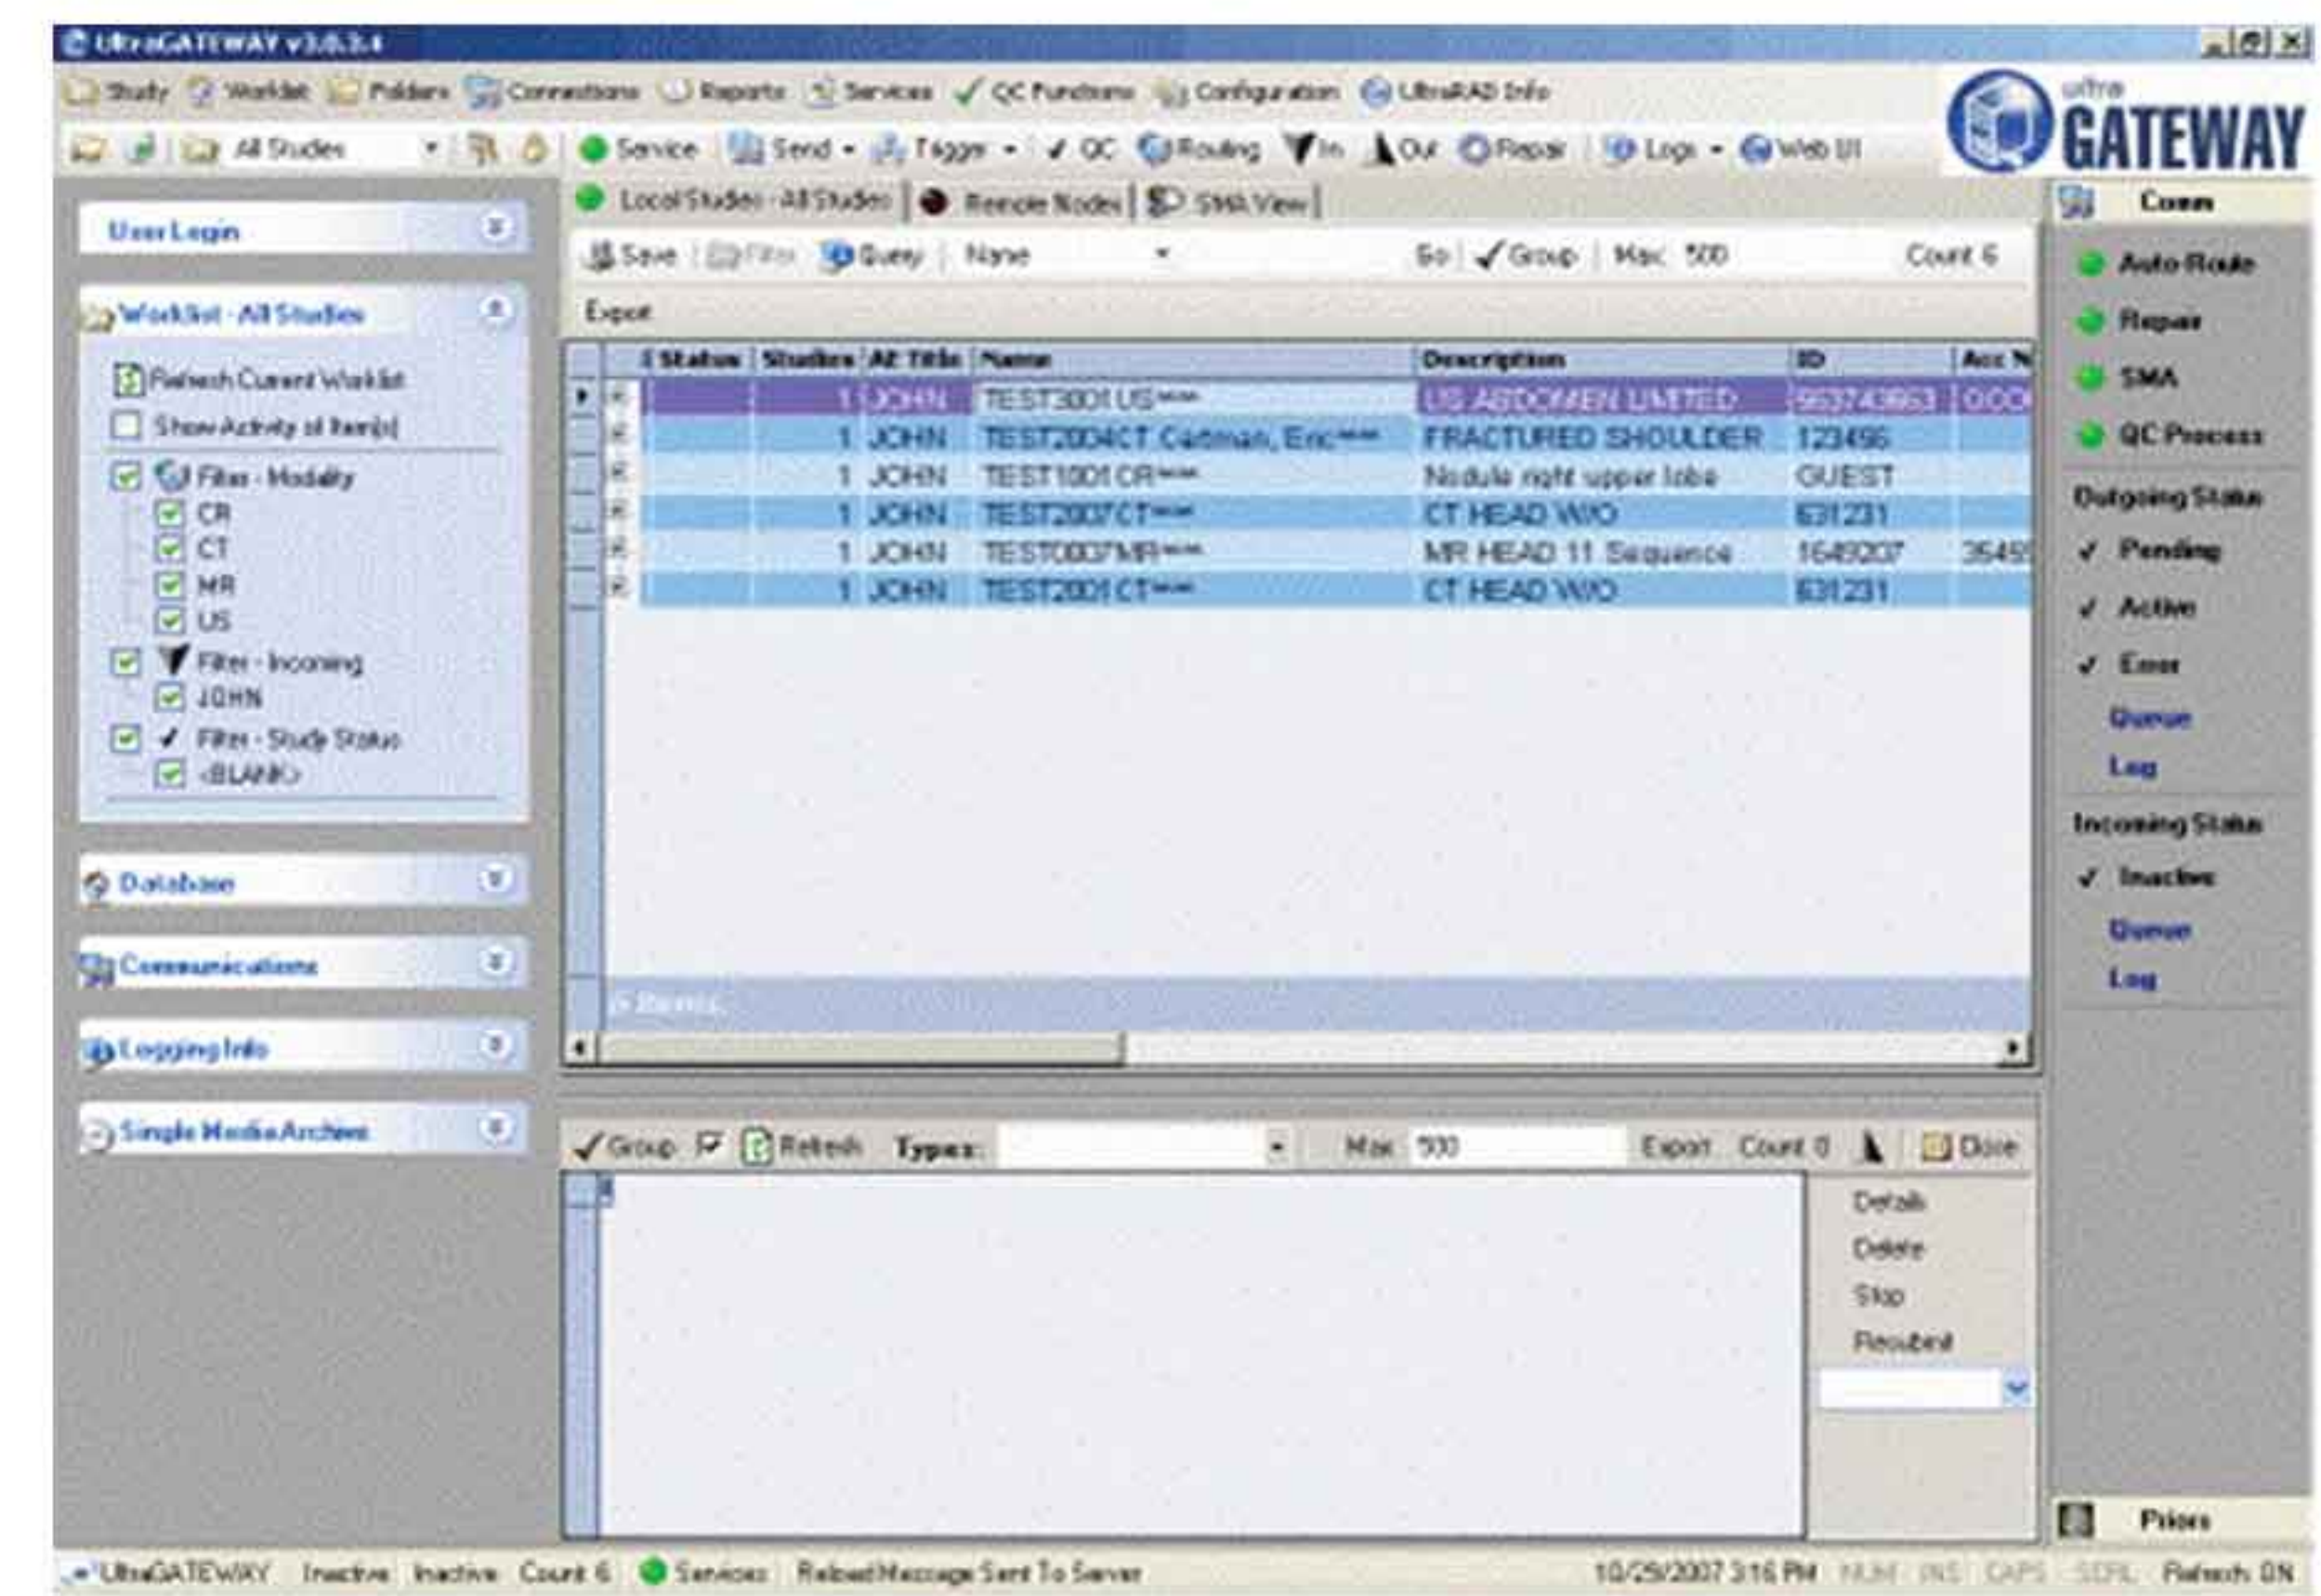 UltraGATEWAY v3.0.3.4
Study Worklist Folders Connections Reports Services QC Functions Configuration UltraRAD Info
ultra
GATEWAY
All Studies Service Send Trigger QC Routing In Out Repair Logs Web UI
Local Studies - All Studies Remote Nodes SMA View
Save Filter Query Name Go Group Max: 500 Count 6
Export
User Login
Worklist - All Studies
Refresh Current Worklist
Show Activity of Item(s)
Filter - Modality
CR
CT
MR
US
Filter - Incoming
JOHN
Filter - Study Status
<BLANK>
Database
Communications
Logging Info
Simple Media Archive
Status Studies AE Title Name Description ID Acc N
1 JOHN TEST3001US US ABDOMEN LIMITED
1 JOHN TEST2004CT Cartman, Eric FRACTURED SHOULDER 123456
1 JOHN TEST1001CR Nodule right upper lobe GUEST
1 JOHN TEST2007CT CT HEAD W/O 631231
1 JOHN TEST0007MR MR HEAD 11 Sequence 1649207
1 JOHN TEST2001CT CT HEAD W/O 631231
Items.
Group Refresh Types: Max 500 Export Count 0 Close
Details
Delete
Stop
Resubmit
Comm
Auto-Route
Repair
SMA
QC Process
Outgoing Status
Pending
Active
Error
Queue
Log
Incoming Status
Inactive
Queue
Log
Priors
UltraGATEWAY Inactive Inactive Count 6 Services Reload Message Sent To Server 10/29/2007 3:16 PM NUM INS CAPS SCRL Refresh: ON